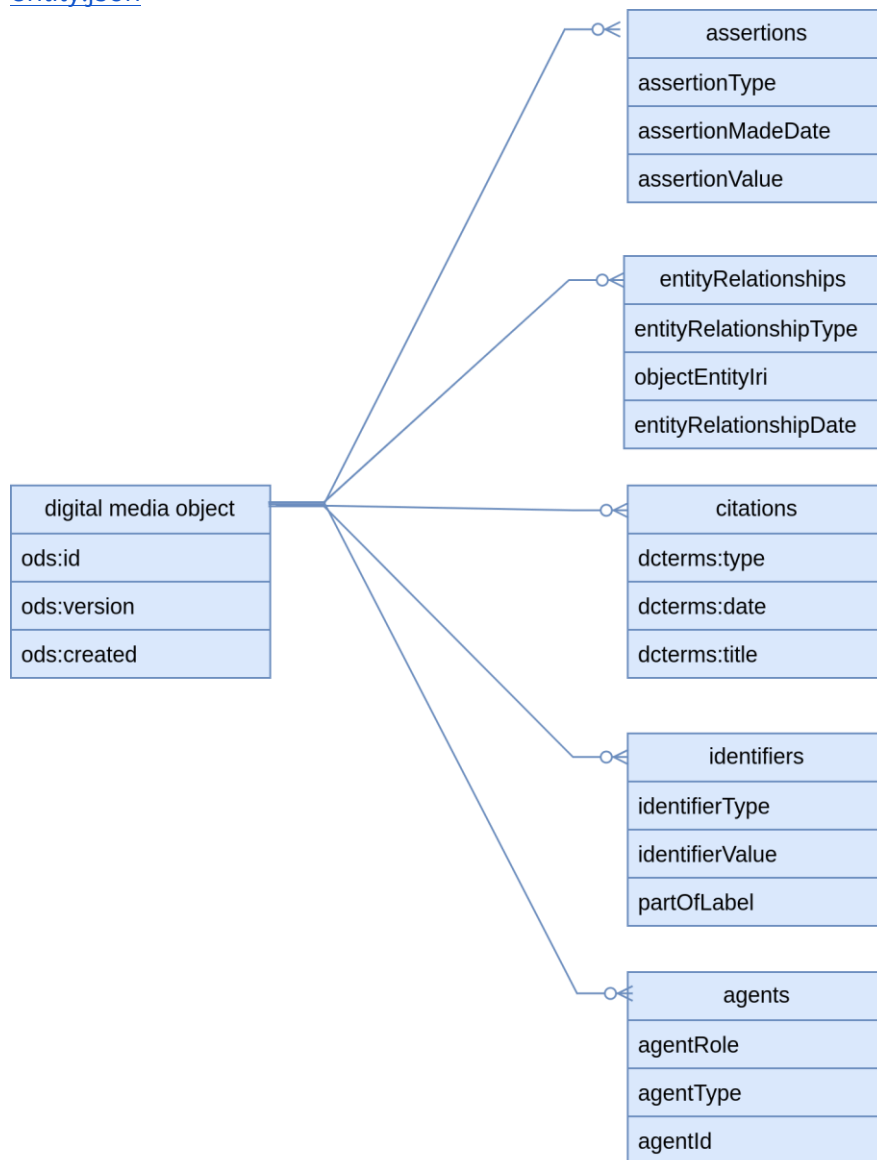 assertions
assertionType
assertionMadeDate
assertionValue
entityRelationships
entityRelationshipType
objectEntityIri
entityRelationshipDate
digital media object
ods:id
ods:version
ods:created
citations
dcterms:type
dcterms:date
dcterms:title
identifiers
identifierType
identifierValue
partOfLabel
agents
agentRole
agentType
agentId